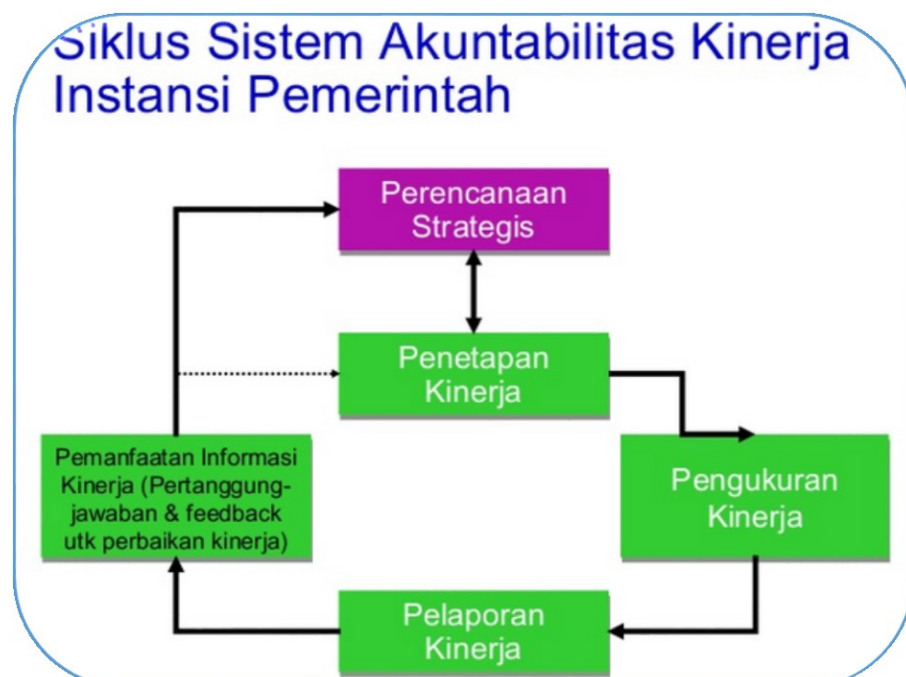 Siklus Sistem Akuntabilitas Kinerja
Instansi Pemerintah
Perencanaan
Strategis
Penetapan
Kinerja
Pemanfaatan Informasi
Kinerja (Pertanggung-
jawaban & feedback
utk perbaikan kinerja)
Pengukuran
Kinerja
Pelaporan
Kinerja